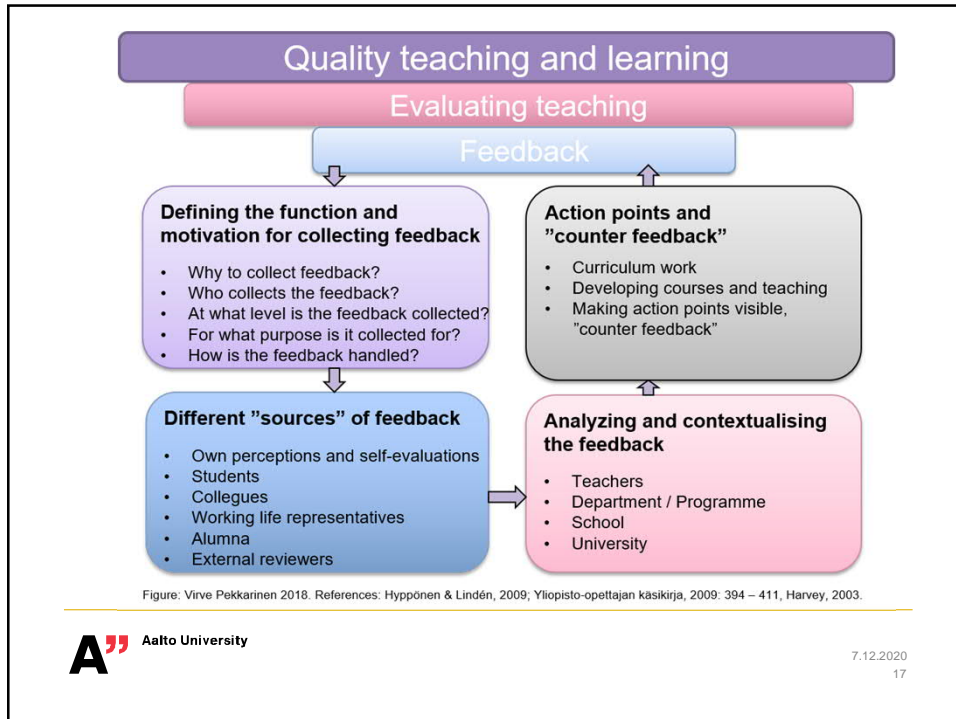 Quality teaching and learning
Evaluating teaching
Feedback
Defining the function and
motivation for collecting feedback
• Why to collect feedback?
• Who collects the feedback?
• At what level is the feedback collected?
• For what purpose is it collected for?
• How is the feedback handled?
Different ”sources” of feedback
• Own perceptions and self-evaluations
• Students
• Collegues
• Working life representatives
• Alumna
• External reviewers
Analyzing and contextualising
the feedback
• Teachers
• Department / Programme
• School
• University
Action points and
”counter feedback”
• Curriculum work
• Developing courses and teaching
• Making action points visible,
”counter feedback”
Figure: Virve Pekkarinen 2018. References: Hyppönen & Lindén, 2009; Yliopisto-opettajan käsikirja, 2009: 394 – 411, Harvey, 2003.
A”
Aalto University
7.12.2020
17